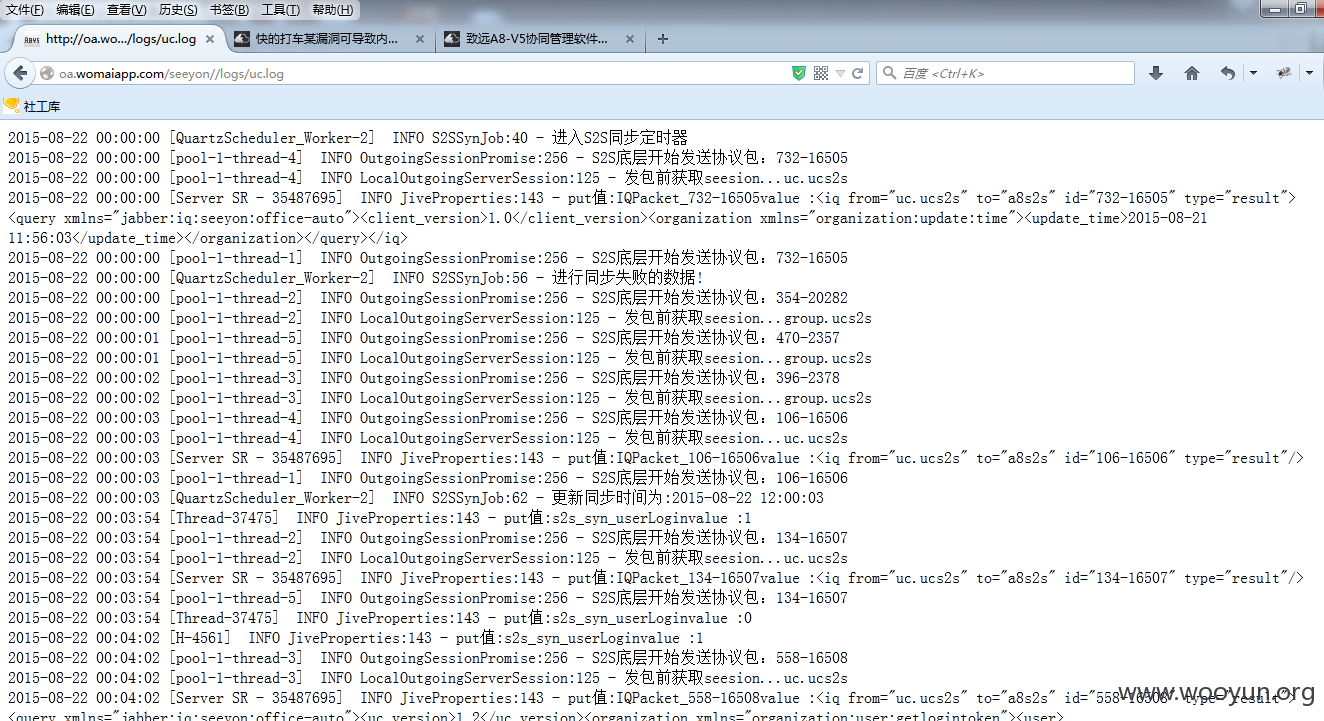 文件(F) 编辑(E) 查看(V) 历史(S) 书签(B) 工具(T) 帮助(H)
A8V5 http://oa.wo.../logs/uc.log × 快的打车某漏洞可导致内... × 致远A8-V5协同管理软件... × +
oa.womaiapp.com/seeyon//logs/uc.log 百度 <Ctrl+K>
社工库
2015-08-22 00:00:00 [QuartzScheduler_Worker-2] INFO S2SSynJob:40 - 进入S2S同步定时器
2015-08-22 00:00:00 [pool-1-thread-4] INFO OutgoingSessionPromise:256 - S2S底层开始发送协议包：732-16505
2015-08-22 00:00:00 [pool-1-thread-4] INFO LocalOutgoingServerSession:125 - 发包前获取seesion...uc.ucs2s
2015-08-22 00:00:00 [Server SR - 35487695] INFO JiveProperties:143 - put值:IQPacket_732-16505value :<iq from="uc.ucs2s" to="a8s2s" id="732-16505" type="result">
<query xmlns="jabber:iq:seeyon:office-auto"><client_version>1.0</client_version><organization xmlns="organization:update:time"><update_time>2015-08-21
11:56:03</update_time></organization></query></iq>
2015-08-22 00:00:00 [pool-1-thread-1] INFO OutgoingSessionPromise:256 - S2S底层开始发送协议包：732-16505
2015-08-22 00:00:00 [QuartzScheduler_Worker-2] INFO S2SSynJob:56 - 进行同步失败的数据!
2015-08-22 00:00:00 [pool-1-thread-2] INFO OutgoingSessionPromise:256 - S2S底层开始发送协议包：354-20282
2015-08-22 00:00:00 [pool-1-thread-2] INFO LocalOutgoingServerSession:125 - 发包前获取seesion...group.ucs2s
2015-08-22 00:00:01 [pool-1-thread-5] INFO OutgoingSessionPromise:256 - S2S底层开始发送协议包：470-2357
2015-08-22 00:00:01 [pool-1-thread-5] INFO LocalOutgoingServerSession:125 - 发包前获取seesion...group.ucs2s
2015-08-22 00:00:02 [pool-1-thread-3] INFO OutgoingSessionPromise:256 - S2S底层开始发送协议包：396-2378
2015-08-22 00:00:02 [pool-1-thread-3] INFO LocalOutgoingServerSession:125 - 发包前获取seesion...group.ucs2s
2015-08-22 00:00:03 [pool-1-thread-4] INFO OutgoingSessionPromise:256 - S2S底层开始发送协议包：106-16506
2015-08-22 00:00:03 [pool-1-thread-4] INFO LocalOutgoingServerSession:125 - 发包前获取seesion...uc.ucs2s
2015-08-22 00:00:03 [Server SR - 35487695] INFO JiveProperties:143 - put值:IQPacket_106-16506value :<iq from="uc.ucs2s" to="a8s2s" id="106-16506" type="result"/>
2015-08-22 00:00:03 [pool-1-thread-1] INFO OutgoingSessionPromise:256 - S2S底层开始发送协议包：106-16506
2015-08-22 00:00:03 [QuartzScheduler_Worker-2] INFO S2SSynJob:62 - 更新同步时间为:2015-08-22 12:00:03
2015-08-22 00:03:54 [Thread-37475] INFO JiveProperties:143 - put值:s2s_syn_userLoginvalue :1
2015-08-22 00:03:54 [pool-1-thread-2] INFO OutgoingSessionPromise:256 - S2S底层开始发送协议包：134-16507
2015-08-22 00:03:54 [pool-1-thread-2] INFO LocalOutgoingServerSession:125 - 发包前获取seesion...uc.ucs2s
2015-08-22 00:03:54 [Server SR - 35487695] INFO JiveProperties:143 - put值:IQPacket_134-16507value :<iq from="uc.ucs2s" to="a8s2s" id="134-16507" type="result"/>
2015-08-22 00:03:54 [pool-1-thread-5] INFO OutgoingSessionPromise:256 - S2S底层开始发送协议包：134-16507
2015-08-22 00:03:54 [Thread-37475] INFO JiveProperties:143 - put值:s2s_syn_userLoginvalue :0
2015-08-22 00:04:02 [H-4561] INFO JiveProperties:143 - put值:s2s_syn_userLoginvalue :1
2015-08-22 00:04:02 [pool-1-thread-3] INFO OutgoingSessionPromise:256 - S2S底层开始发送协议包：558-16508
2015-08-22 00:04:02 [pool-1-thread-3] INFO LocalOutgoingServerSession:125 - 发包前获取seesion...uc.ucs2s
2015-08-22 00:04:02 [Server SR - 35487695] INFO JiveProperties:143 - put值:IQPacket_558-16508value :<iq from="uc.ucs2s" to="a8s2s" id="558-16508" type="result">
<query xmlns="jabber:iq:seeyon:office-auto"><uc_version>1.2</uc_version><organization xmlns="organization:user:getlogintoken"><user>
www.wooyun.org